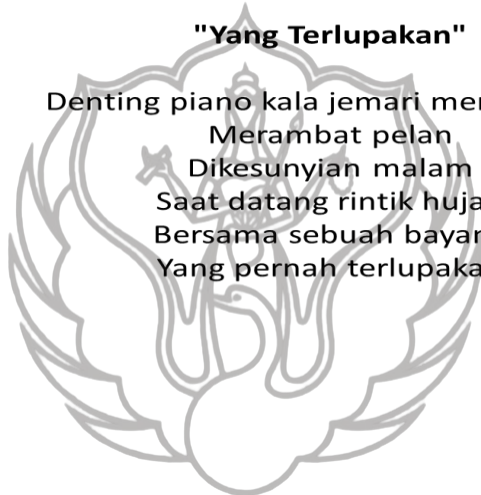 "Yang Terlupakan"
Denting piano kala jemari
Merambat pelan
Dikesunyian malam
Saat datang rintik
Bersama sebuah
Yang pernah